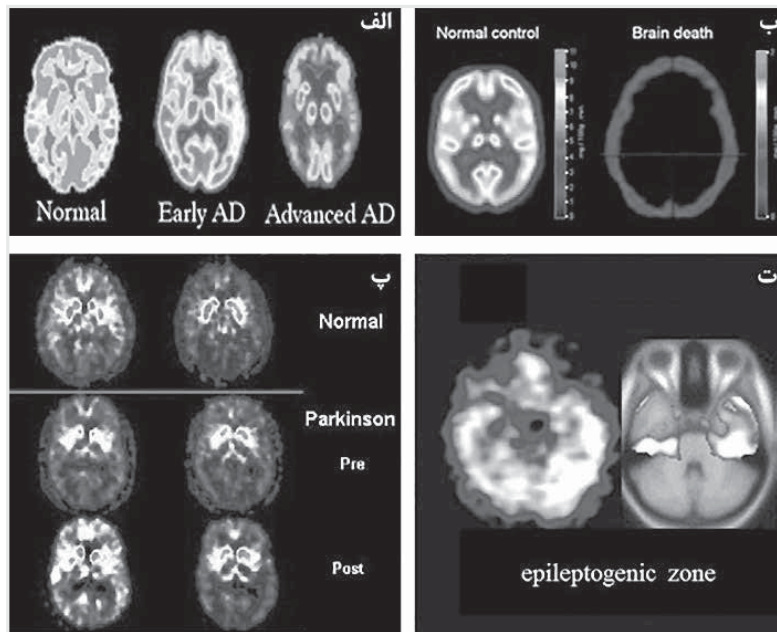 الف
Normal
Early AD
Advanced AD
ب
Normal control
Brain death
پ
Normal
Parkinson
Pre
Post
ت
epileptogenic zone